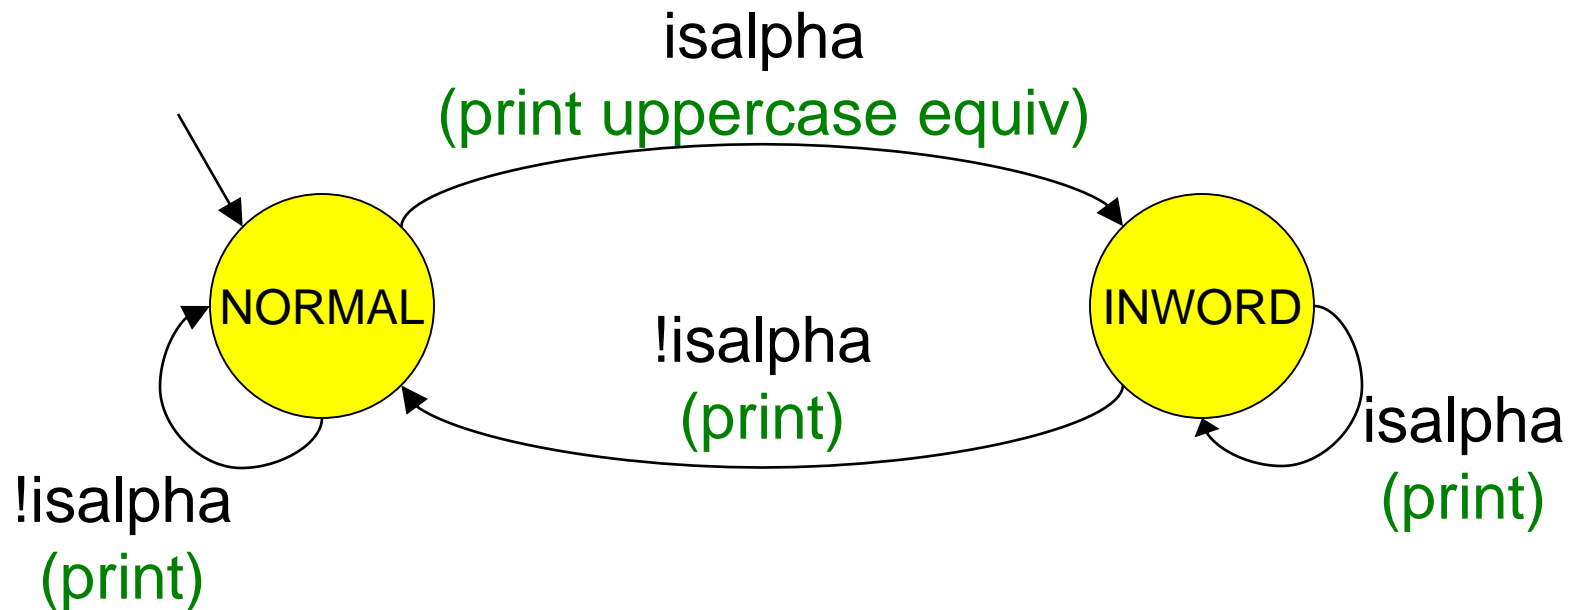 isalpha
(print uppercase equiv)
NORMAL
INWORD
!isalpha
(print)
isalpha
(print)
!isalpha
(print)